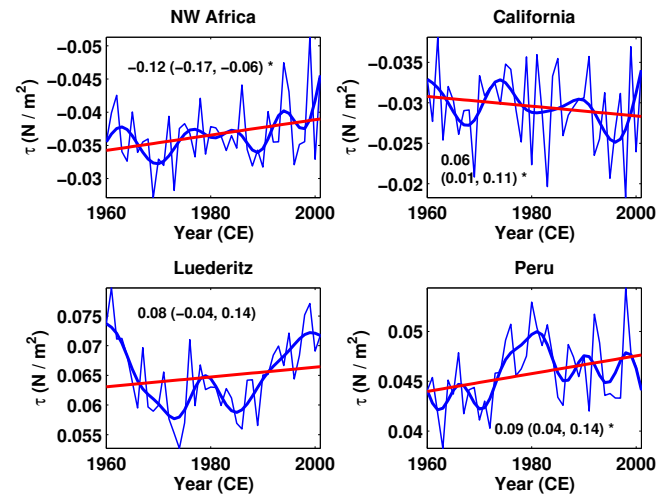 NW Africa
California
−0.05
−0.045
−0.04
−0.035
−0.03
τ (N / m²)
−0.12 (−0.17, −0.06) *
1960
1980
2000
Year (CE)
−0.035
−0.03
−0.025
−0.02
τ (N / m²)
0.06
(0.01, 0.11) *
1960
1980
2000
Year (CE)
Luederitz
Peru
0.075
0.07
0.065
0.06
0.055
τ (N / m²)
0.08 (−0.04, 0.14)
1960
1980
2000
Year (CE)
0.05
0.045
0.04
τ (N / m²)
0.09 (0.04, 0.14) *
1960
1980
2000
Year (CE)